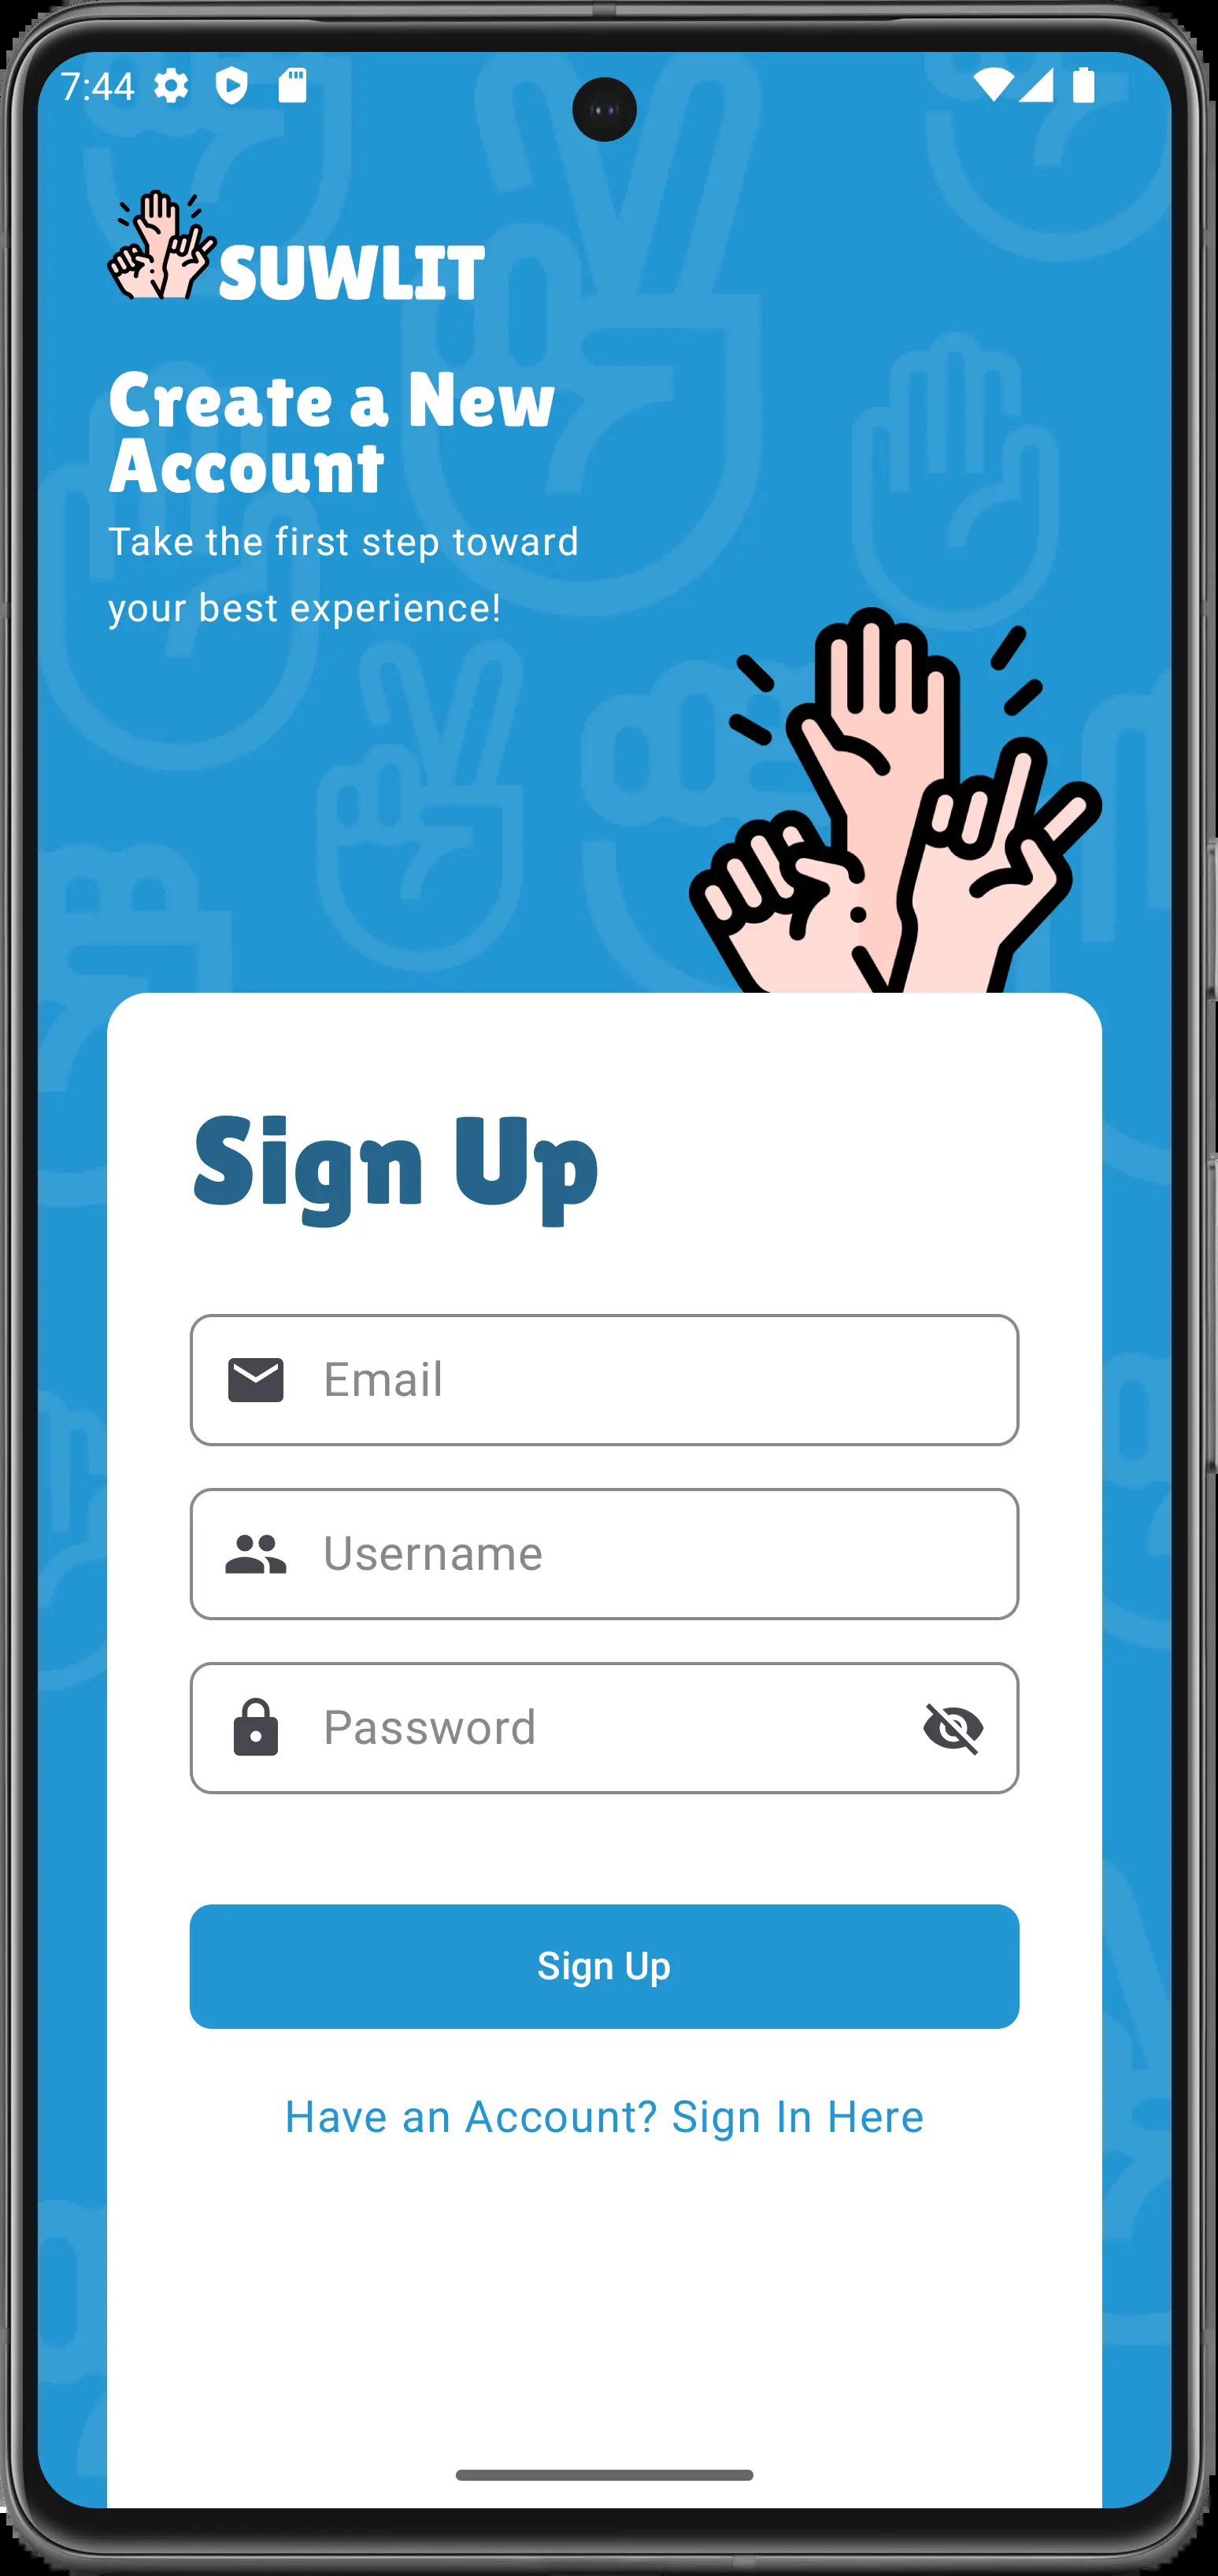 7:44
SUWLIT
Create a New
Account
Take the first step toward
your best experience!
Sign Up
Email
Username
Password
Sign Up
Have an Account? Sign In Here